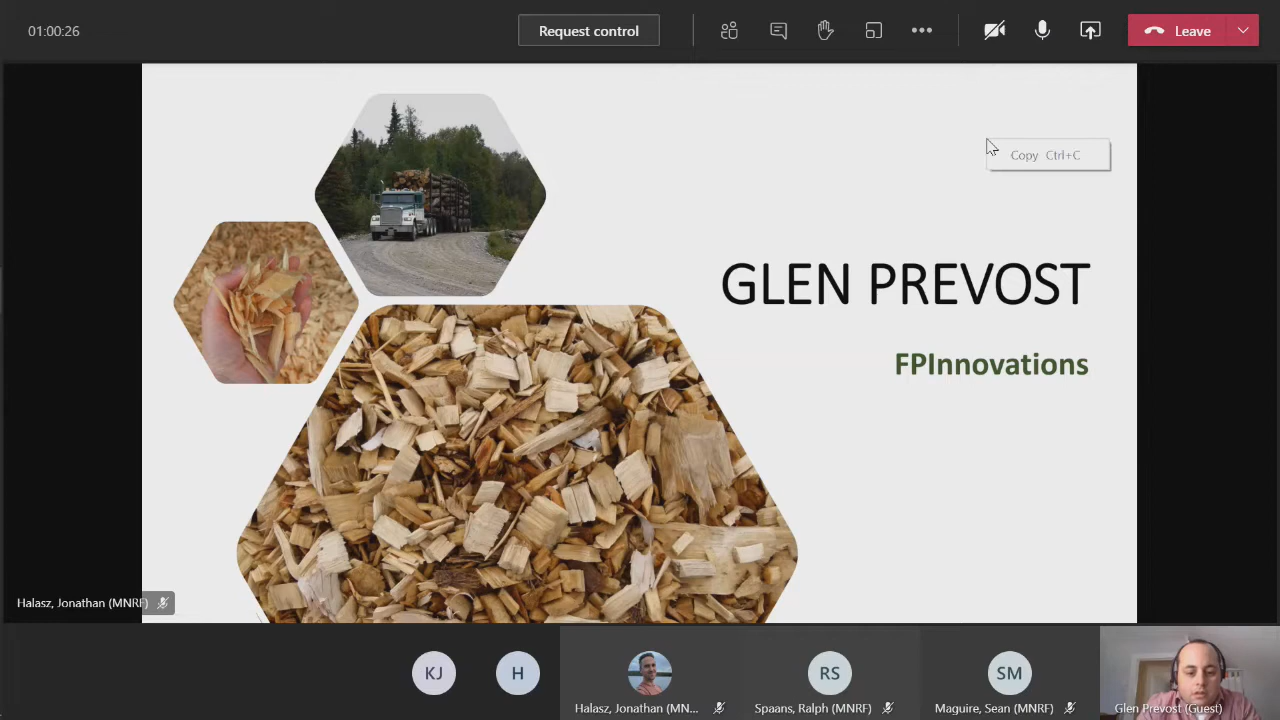 01:00:26
Request control
Leave
Copy Ctrl+C
GLEN PREVOST
FPInnovations
Halasz, Jonathan (MNRF)
KJ
H
RS
SM
Halasz, Jonathan (MN...
Spaans, Ralph (MNRF)
Maguire, Sean (MNRF)
Glen Prevost (Guest)